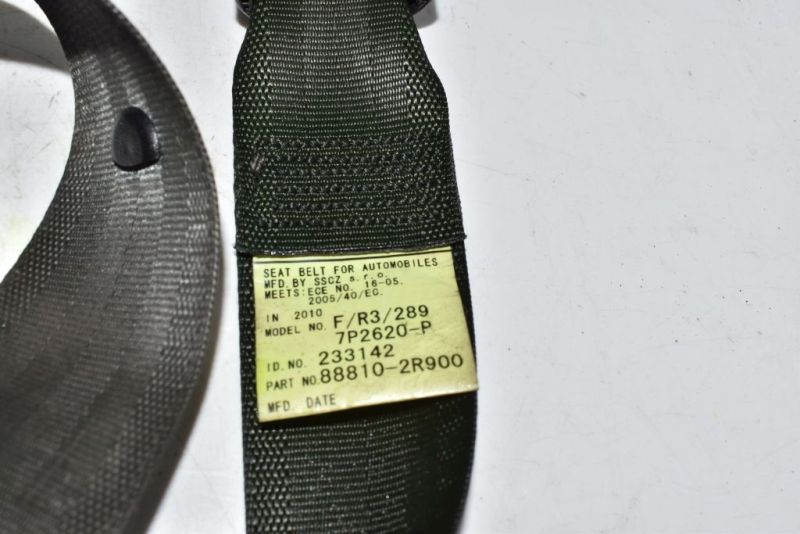 SEAT BELT FOR AUTOMOBILES
MFD.BY SSCZ s.r.o.
MEETS:ECE NO. 16-05.
2005/40/EC.
IN 2010
MODEL NO. F/R3/289
7P2620-P
ID.NO. 233142
PART NO.88810-2R900
MFD. DATE